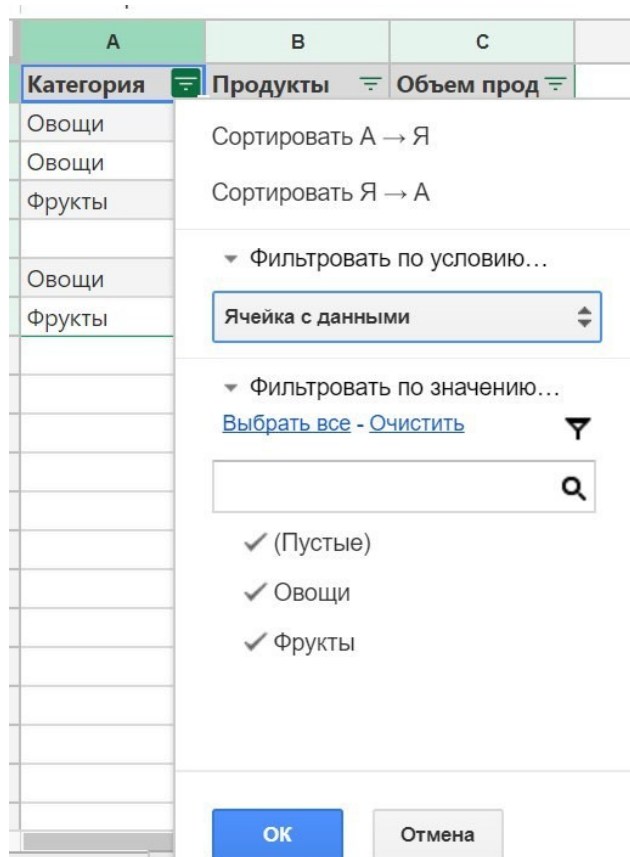 A B C
Категория Продукты Объем прод
Овощи
Овощи
Фрукты
Овощи
Фрукты
Сортировать А → Я
Сортировать Я → А
Фильтровать по условию…
Ячейка с данными
Фильтровать по значению…
Выбрать все - Очистить
(Пустые)
Овощи
Фрукты
ОК Отмена